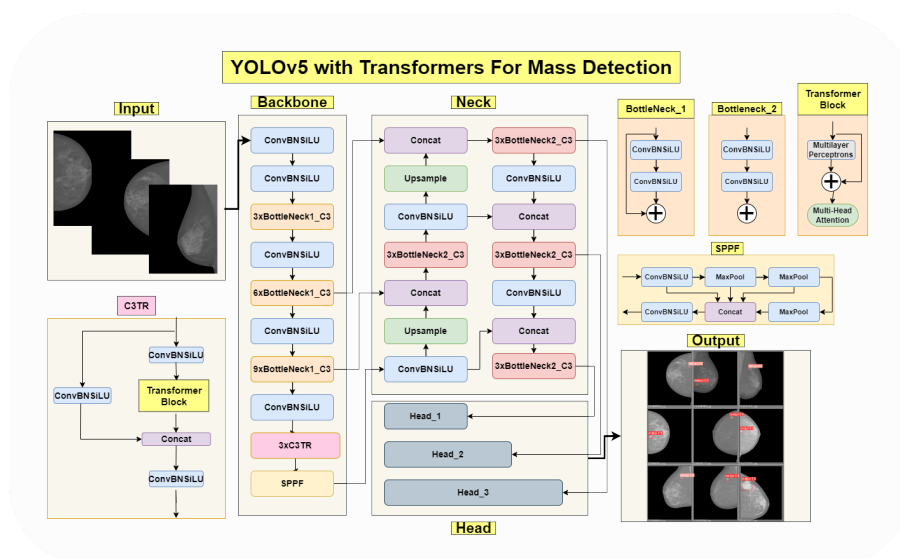 YOLOv5 with Transformers For Mass Detection
Input
Backbone
ConvBNSiLU
ConvBNSiLU
3xBottleNeck1_C3
ConvBNSiLU
6xBottleNeck1_C3
ConvBNSiLU
9xBottleNeck1_C3
ConvBNSiLU
3xC3TR
SPPF
Neck
Concat
Upsample
ConvBNSiLU
3xBottleNeck2_C3
Concat
Upsample
ConvBNSiLU
3xBottleNeck2_C3
ConvBNSiLU
Concat
3xBottleNeck2_C3
ConvBNSiLU
Concat
3xBottleNeck2_C3
Head_1
Head_2
Head_3
Head
BottleNeck_1
ConvBNSiLU
ConvBNSiLU
Bottleneck_2
ConvBNSiLU
ConvBNSiLU
Transformer
Block
Multilayer
Perceptrons
Multi-Head
Attention
SPPF
ConvBNSiLU
MaxPool
MaxPool
ConvBNSiLU
Concat
MaxPool
C3TR
ConvBNSiLU
ConvBNSiLU
Transformer
Block
Concat
ConvBNSiLU
Output